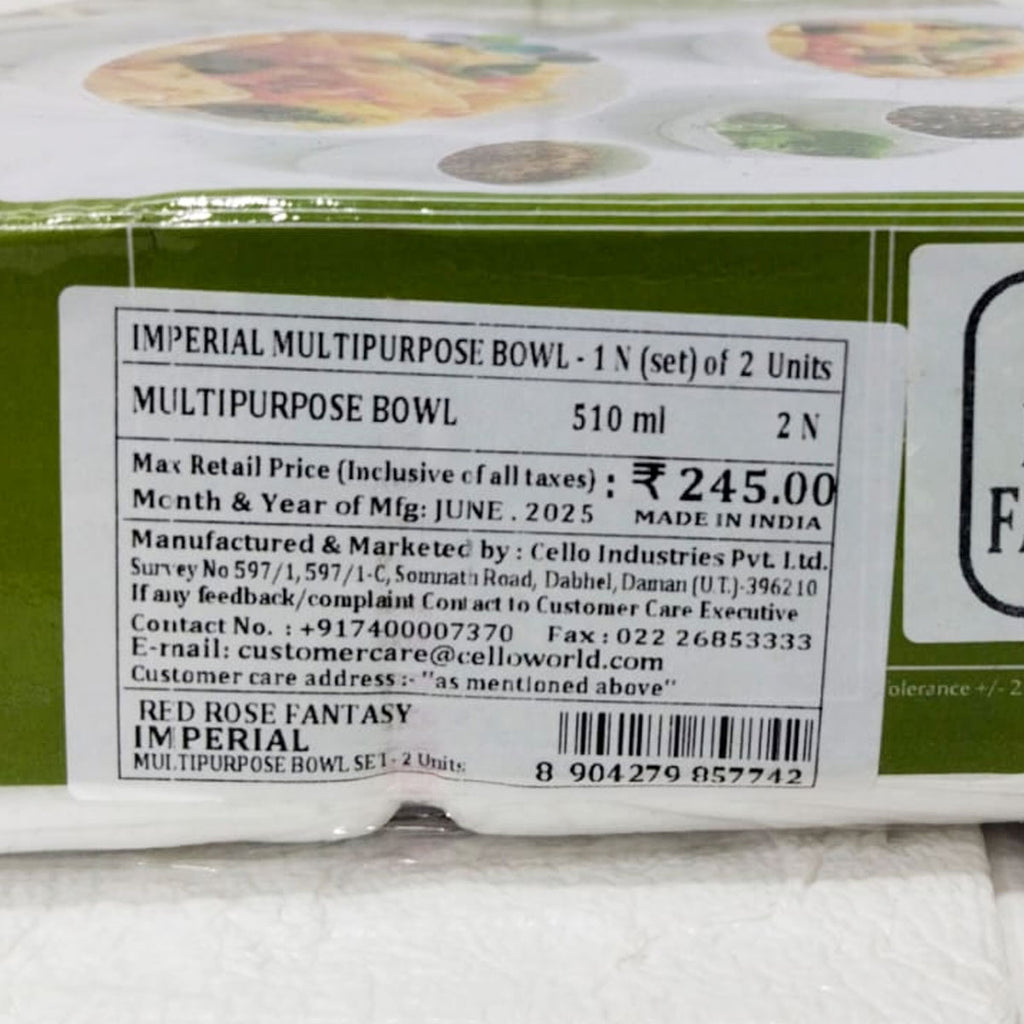 IMPERIAL MULTIPURPOSE BOWL - 1 N (set) of 2 Units
MULTIPURPOSE BOWL 510 ml 2 N
Max Retail Price (Inclusive of all taxes) : ₹ 245.00
Month & Year of Mfg: JUNE . 2025 MADE IN INDIA
Manufactured & Marketed by : Cello Industries Pvt. Ltd.
Survey No 597/1, 597/1-C, Somnath Road, Dabhel, Daman (U.T.)-396210
If any feedback/complaint Contact to Customer Care Executive
Contact No. : +917400007370 Fax : 022 26853333
E-mail: customercare@celloworld.com
Customer care address :- "as mentioned above"
RED ROSE FANTASY
IMPERIAL
MULTIPURPOSE BOWL SET- 2 Units
8 904279 857742
olerance +/- 2